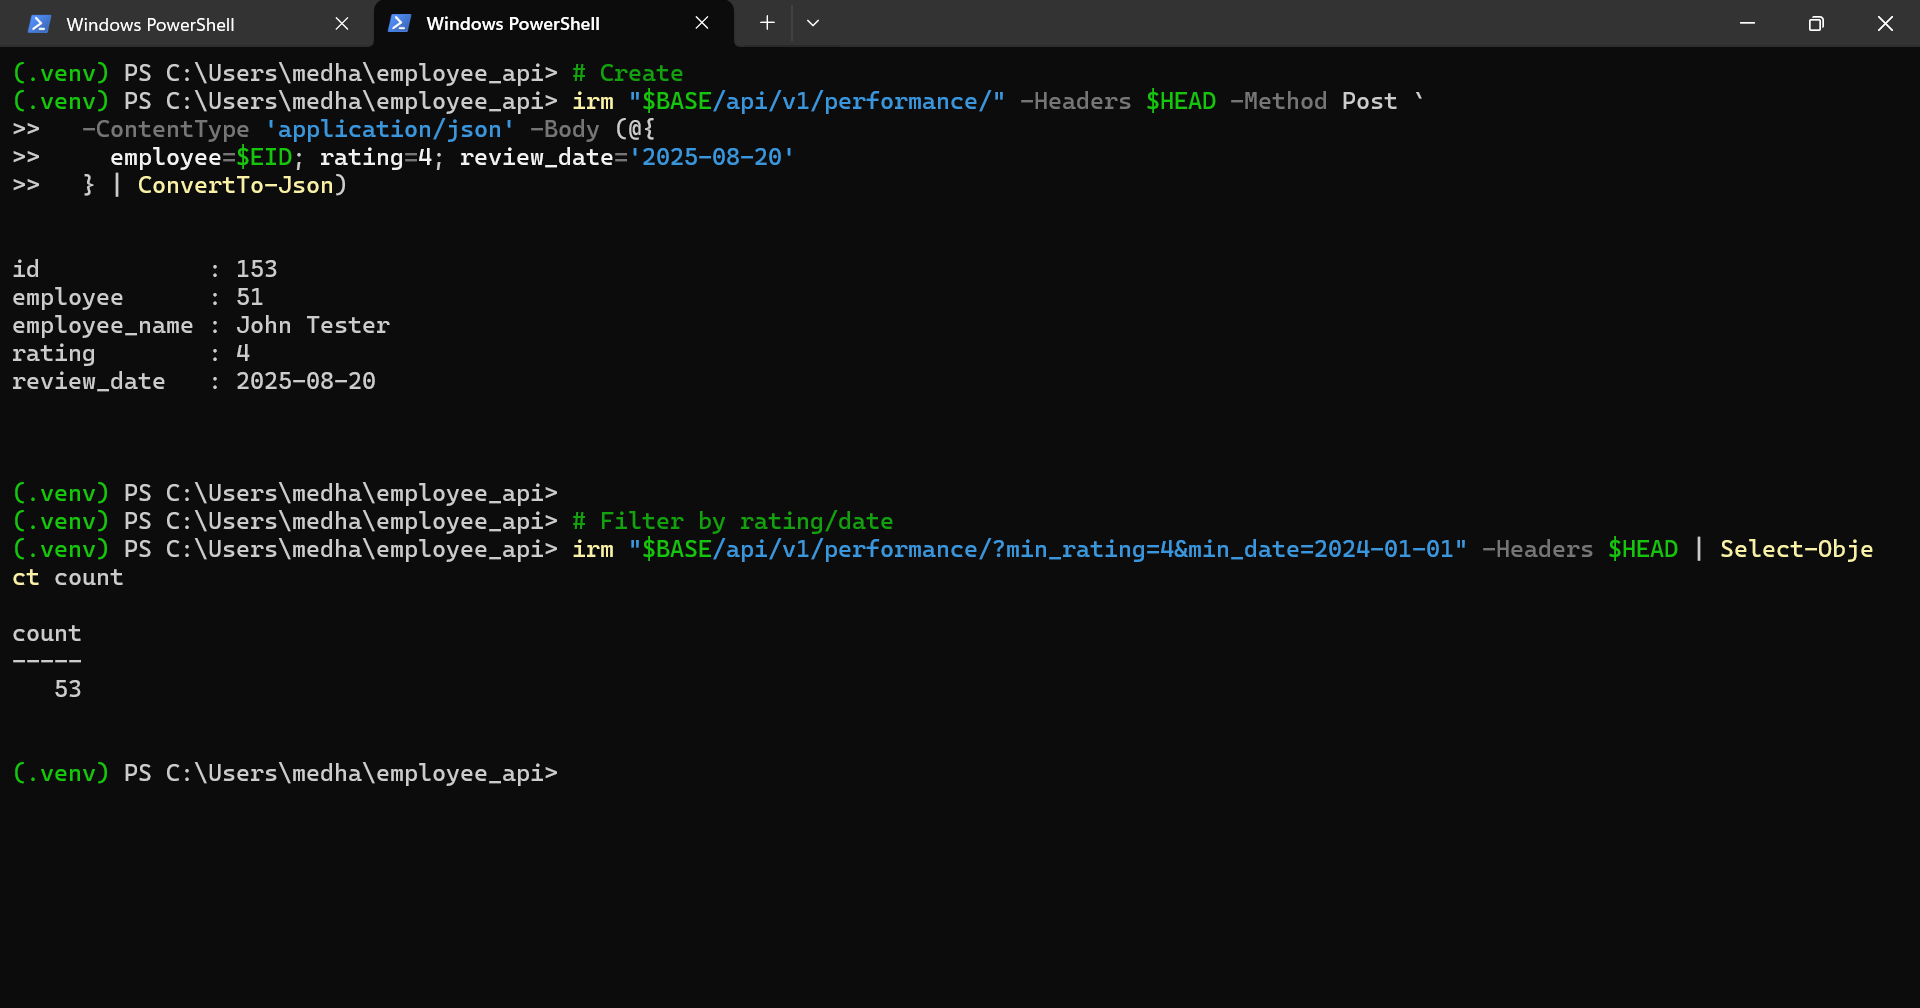 Windows PowerShell
Windows PowerShell
(.venv) PS C:\Users\medha\employee_api> # Create
(.venv) PS C:\Users\medha\employee_api> irm "$BASE/api/v1/performance/" -Headers $HEAD -Method Post `
>>   -ContentType 'application/json' -Body (@{
>>     employee=$EID; rating=4; review_date='2025-08-20'
>>   } | ConvertTo-Json)
id            : 153
employee      : 51
employee_name : John Tester
rating        : 4
review_date   : 2025-08-20
(.venv) PS C:\Users\medha\employee_api>
(.venv) PS C:\Users\medha\employee_api> # Filter by rating/date
(.venv) PS C:\Users\medha\employee_api> irm "$BASE/api/v1/performance/?min_rating=4&min_date=2024-01-01" -Headers $HEAD | Select-Obje
ct count
count
-----
   53
(.venv) PS C:\Users\medha\employee_api>